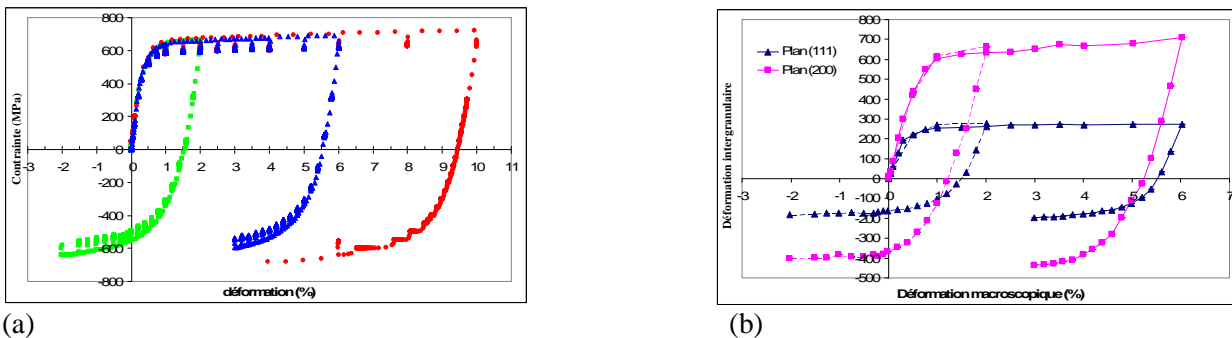 800
600
400
200
0
-200
-400
-600
-800
-3 -2 -1 0 1 2 3 4 5 6 7 8 9 10 11
Contrainte (MPa)
déformation (%)
(a)
800
700
600
500
400
300
200
100
0
-100
-200
-300
-400
-500
-3 -2 -1 0 1 2 3 4 5 6 7
Plan (111)
Plan (200)
Déformation intergranulaire
Déformation macroscopique (%)
(b)